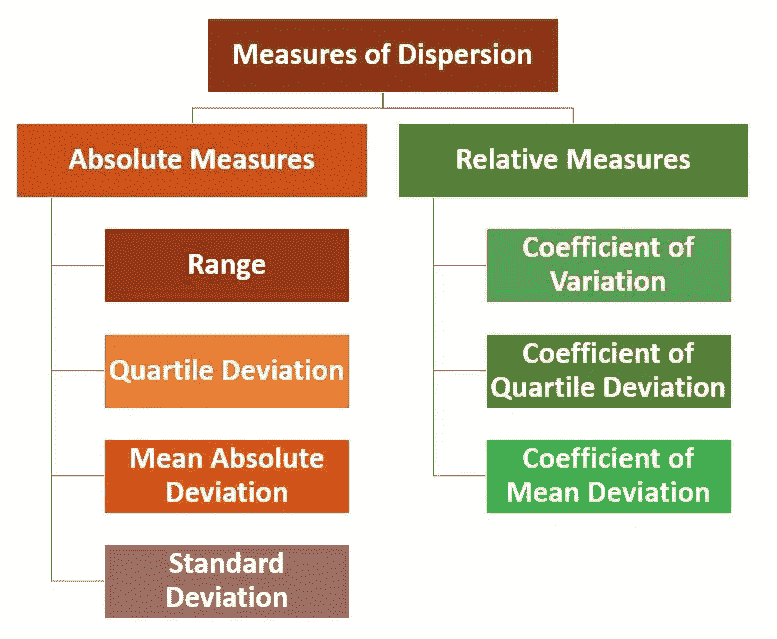 Measures of Dispersion
Absolute Measures
Relative Measures
Range
Quartile Deviation
Mean Absolute
Deviation
Standard
Deviation
Coefficient of
Variation
Coefficient of
Quartile Deviation
Coefficient of
Mean Deviation